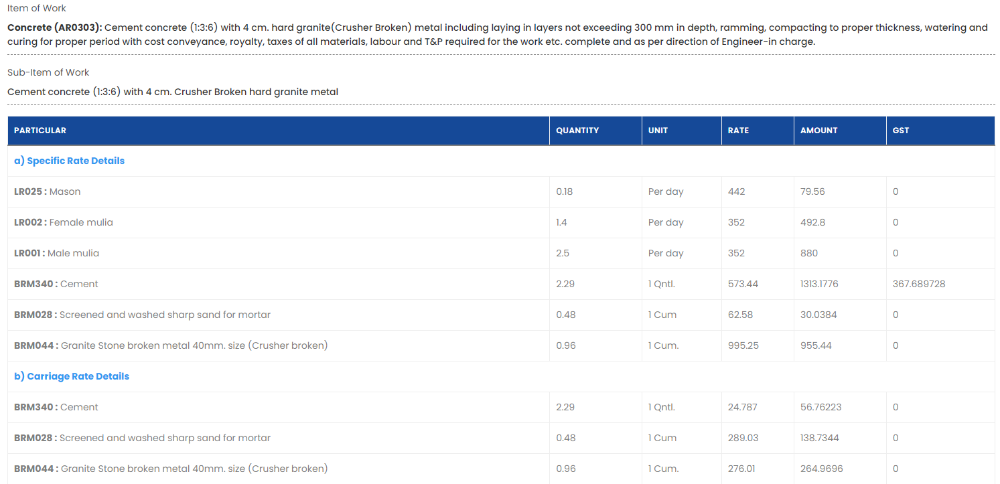 Item of Work
Concrete (AR0303): Cement concrete (1:3:6) with 4 cm. hard granite(Crusher Broken) metal including laying in layers not exceeding 300 mm in depth, ramming, compacting to proper thickness, watering and
curing for proper period with cost conveyance, royalty, taxes of all materials, labour and T&P required for the work etc. complete and as per direction of Engineer-in charge.
Sub-Item of Work
Cement concrete (1:3:6) with 4 cm. Crusher Broken hard granite metal
PARTICULAR QUANTITY UNIT RATE AMOUNT GST
a) Specific Rate Details
LR025 : Mason 0.18 Per day 442 79.56 0
LR002 : Female mulia 1.4 Per day 352 492.8 0
LR001 : Male mulia 2.5 Per day 352 880 0
BRM340 : Cement 2.29 1 Qntl. 573.44 1313.1776 367.689728
BRM028 : Screened and washed sharp sand for mortar 0.48 1 Cum 62.58 30.0384 0
BRM044 : Granite Stone broken metal 40mm. size (Crusher broken) 0.96 1 Cum. 995.25 955.44 0
b) Carriage Rate Details
BRM340 : Cement 2.29 1 Qntl. 24.787 56.76223 0
BRM028 : Screened and washed sharp sand for mortar 0.48 1 Cum 289.03 138.7344 0
BRM044 : Granite Stone broken metal 40mm. size (Crusher broken) 0.96 1 Cum. 276.01 264.9696 0